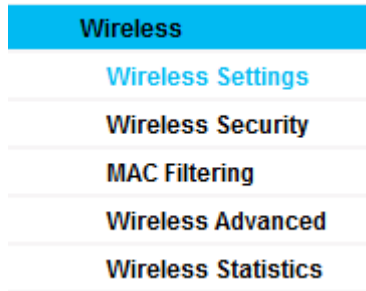 Wireless
Wireless Settings
Wireless Security
MAC Filtering
Wireless Advanced
Wireless Statistics